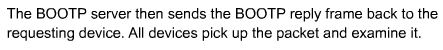 The BOOTP server then sends the BOOTP reply frame back to the
requesting device. All devices pick up the packet and examine it.